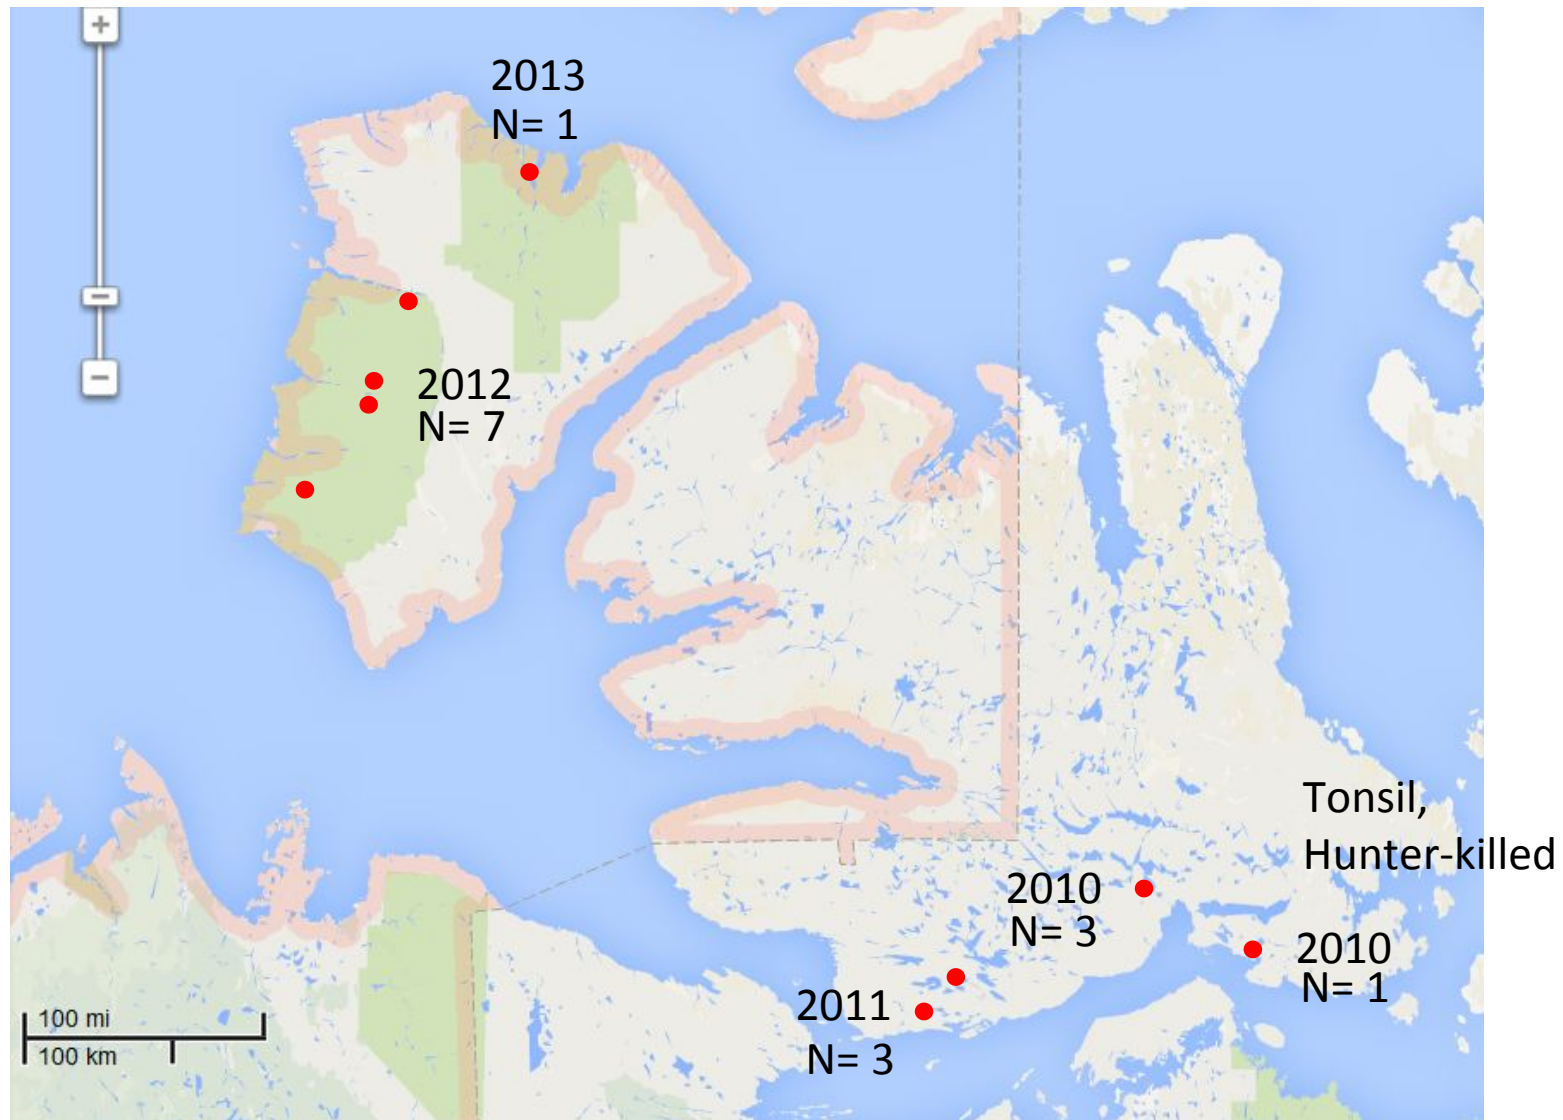 +
2013
N= 1
2012
N= 7
−
Tonsil,
Hunter-killed
2010
N= 3
2010
N= 1
2011
N= 3
100 mi
100 km